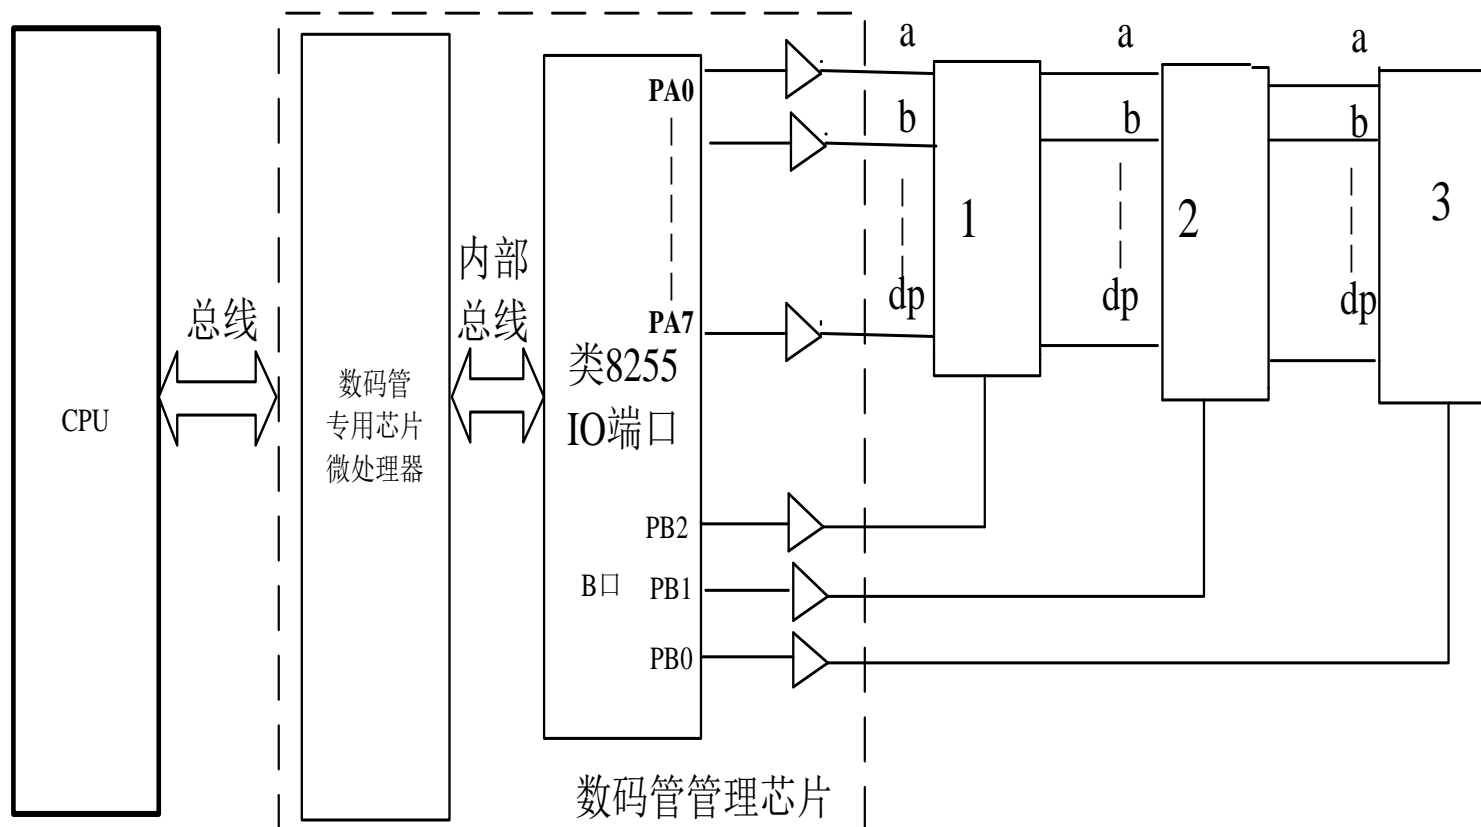 CPU
总线
数码管
专用芯片
微处理器
内部
总线
PA0
PA7
类8255
IO端口
PB2
B口 PB1
PB0
数码管管理芯片
a
b
dp
1
a
b
dp
2
a
b
dp
3